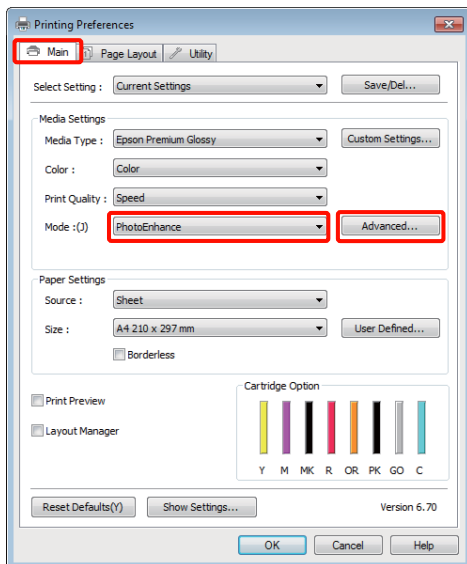 Printing Preferences
Main Page Layout Utility
Select Setting : Current Settings Save/Del...
Media Settings
Media Type : Epson Premium Glossy Custom Settings...
Color : Color
Print Quality : Speed
Mode :(J) PhotoEnhance Advanced...
Paper Settings
Source : Sheet
Size : A4 210 x 297 mm User Defined...
Borderless
Cartridge Option
Print Preview
Layout Manager
Y M MK R OR PK GO C
Reset Defaults(Y) Show Settings... Version 6.70
OK Cancel Help